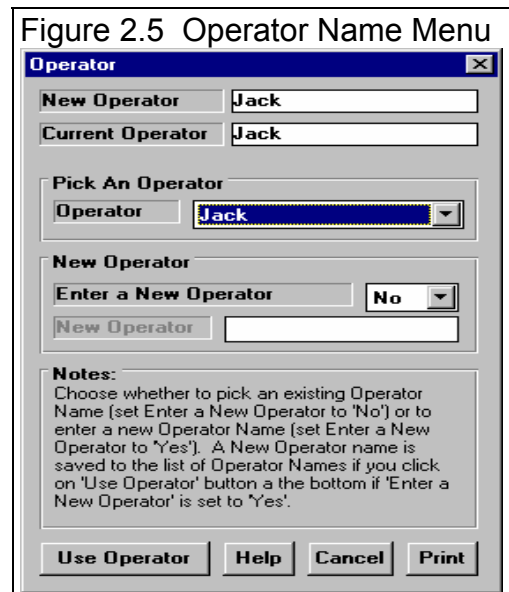 Figure 2.5 Operator Name Menu
Operator
New Operator Jack
Current Operator Jack
Pick An Operator
Operator Jack
New Operator
Enter a New Operator No
New Operator
Notes:
Choose whether to pick an existing Operator
Name (set Enter a New Operator to 'No') or to
enter a new Operator Name (set Enter a New
Operator to 'Yes'). A New Operator name is
saved to the list of Operator Names if you click
on 'Use Operator' button a the bottom if 'Enter a
New Operator' is set to 'Yes'.
Use Operator Help Cancel Print